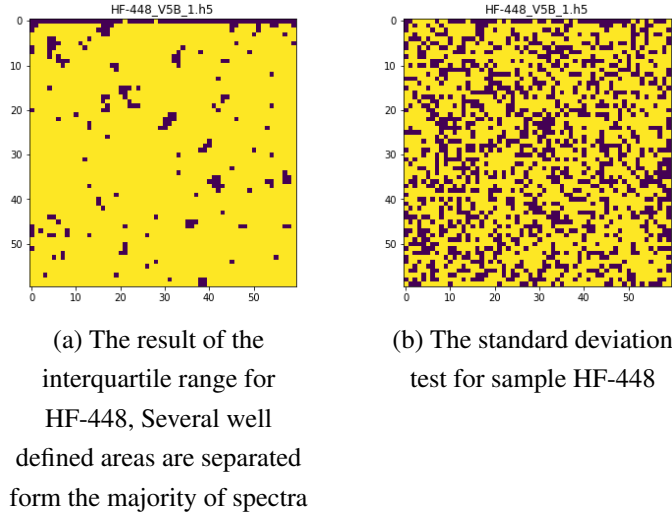 HF-448_V5B_1.h5
0
10
20
30
40
50
0
10
20
30
40
50
(a) The result of the
interquartile range for
HF-448, Several well
defined areas are separated
form the majority of spectra
HF-448_V5B_1.h5
0
10
20
30
40
50
0
10
20
30
40
50
(b) The standard deviation
test for sample HF-448